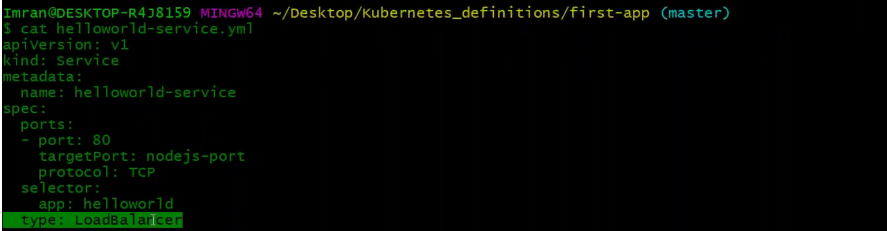 Imran@DESKTOP-R4J8159 MINGW64 ~/Desktop/Kubernetes_definitions/first-app (master)
$ cat helloworld-service.yml
apiVersion: v1
kind: Service
metadata:
  name: helloworld-service
spec:
  ports:
  - port: 80
    targetPort: nodejs-port
    protocol: TCP
  selector:
    app: helloworld
  type: LoadBalancer